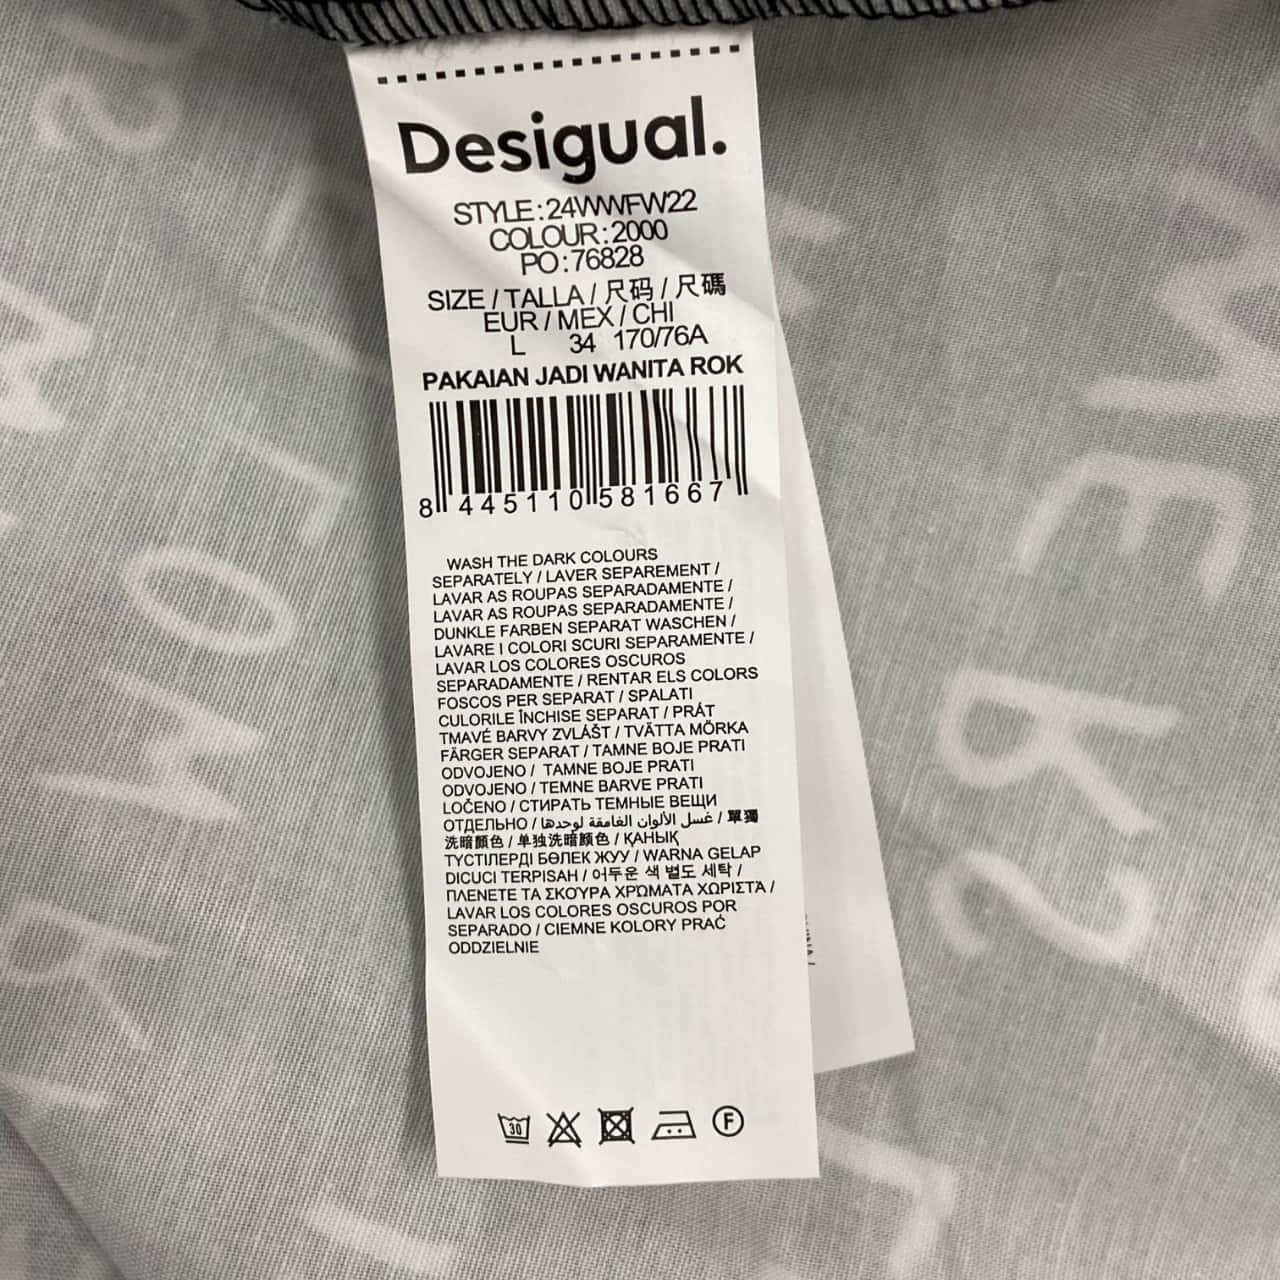 Desigual.
STYLE:24WWFW22
COLOUR:2000
PO:76828
SIZE / TALLA / 尺码 / 尺碼
EUR / MEX / CHI
L 34 170/76A
PAKAIAN JADI WANITA ROK
8 445110 581667
WASH THE DARK COLOURS
SEPARATELY / LAVER SEPAREMENT /
LAVAR AS ROUPAS SEPARADAMENTE /
LAVAR AS ROUPAS SEPARADAMENTE /
DUNKLE FARBEN SEPARAT WASCHEN /
LAVARE I COLORI SCURI SEPARAMENTE /
LAVAR LOS COLORES OSCUROS
SEPARADAMENTE / RENTAR ELS COLORS
FOSCOS PER SEPARAT / SPALATI
CULORILE ÎNCHISE SEPARAT / PRÁT
TMAVÉ BARVY ZVLÁŠT / TVÄTTA MÖRKA
FÄRGER SEPARAT / TAMNE BOJE PRATI
ODVOJENO / TAMNE BOJE PRATI
ODVOJENO / TEMNE BARVE PRATI
LOČENO / СТИРАТЬ ТЕМНЫЕ ВЕЩИ
ОТДЕЛЬНО / غسل الألوان الغامقة لوحدها / 單獨
洗暗顏色 / 单独洗暗颜色 / ҚАНЫҚ
ТҮСТІЛЕРДІ БӨЛЕК ЖУУ / WARNA GELAP
DICUCI TERPISAH / 어두운 색 별도 세탁 /
ΠΛΕΝΕΤΕ ΤΑ ΣΚΟΥΡΑ ΧΡΏΜΑΤΑ ΧΩΡΙΣΤΆ /
LAVAR LOS COLORES OSCUROS POR
SEPARADO / CIEMNE KOLORY PRAĆ
ODDZIELNIE
30
F